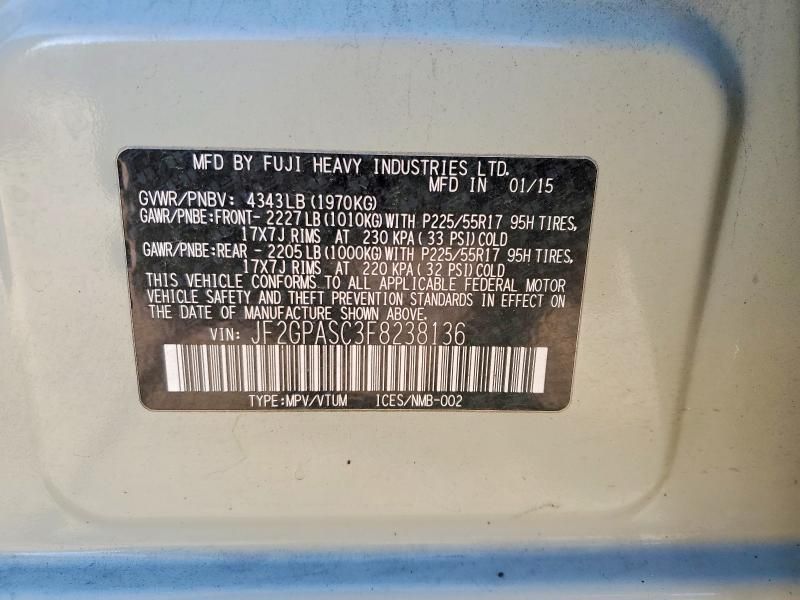 MFD BY FUJI HEAVY INDUSTRIES LTD.
MFD IN 01/15
GVWR/PNBV: 4343LB(1970KG)
GAWR/PNBE:FRONT- 2227LB(1010KG)WITH P225/55R17 95H TIRES,
17X7J RIMS AT 230 KPA(33 PSI)COLD
GAWR/PNBE:REAR - 2205LB(1000KG)WITH P225/55R17 95H TIRES,
17X7J RIMS AT 220 KPA(32 PSI)COLD
THIS VEHICLE CONFORMS TO ALL APPLICABLE FEDERAL MOTOR
VEHICLE SAFETY AND THEFT PREVENTION STANDARDS IN EFFECT ON
THE DATE OF MANUFACTURE SHOWN ABOVE.
VIN: JF2GPASC3F8238136
TYPE:MPV/VTUM ICES/NMB-002